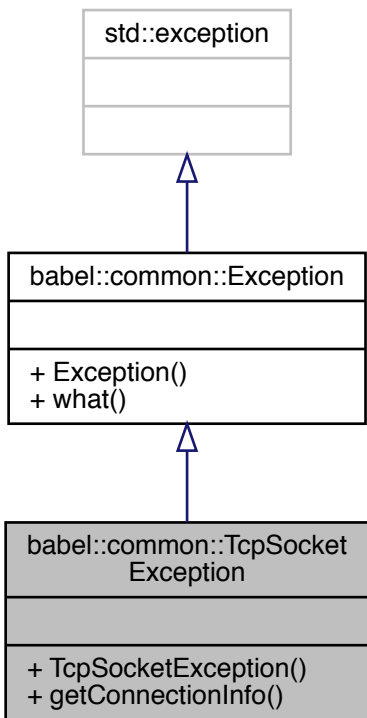 std::exception
babel::common::Exception
+ Exception()
+ what()
babel::common::TcpSocket
Exception
+ TcpSocketException()
+ getConnectionInfo()